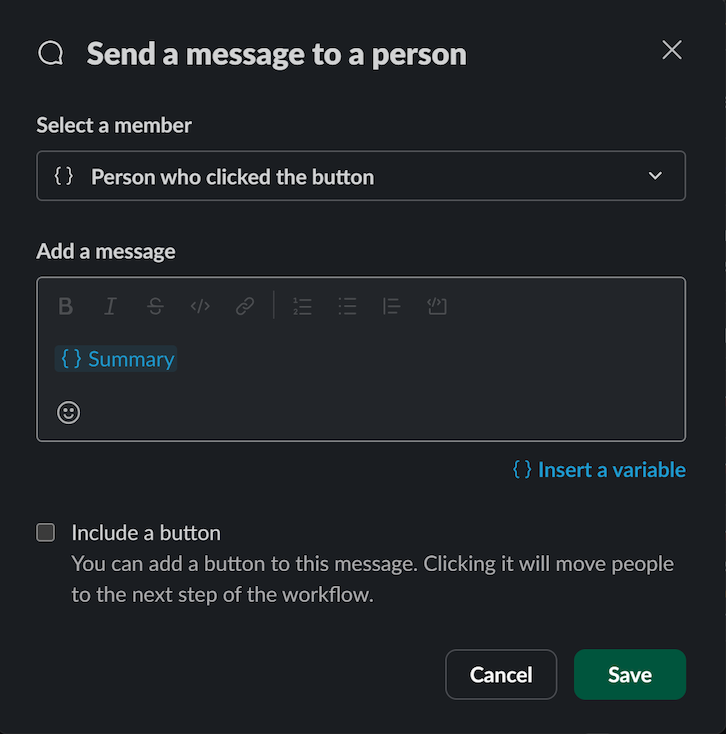 Send a message to a person
Select a member
{ } Person who clicked the button
Add a message
B I S </>
{ } Summary
{ } Insert a variable
Include a button
You can add a button to this message. Clicking it will move people
to the next step of the workflow.
Cancel Save